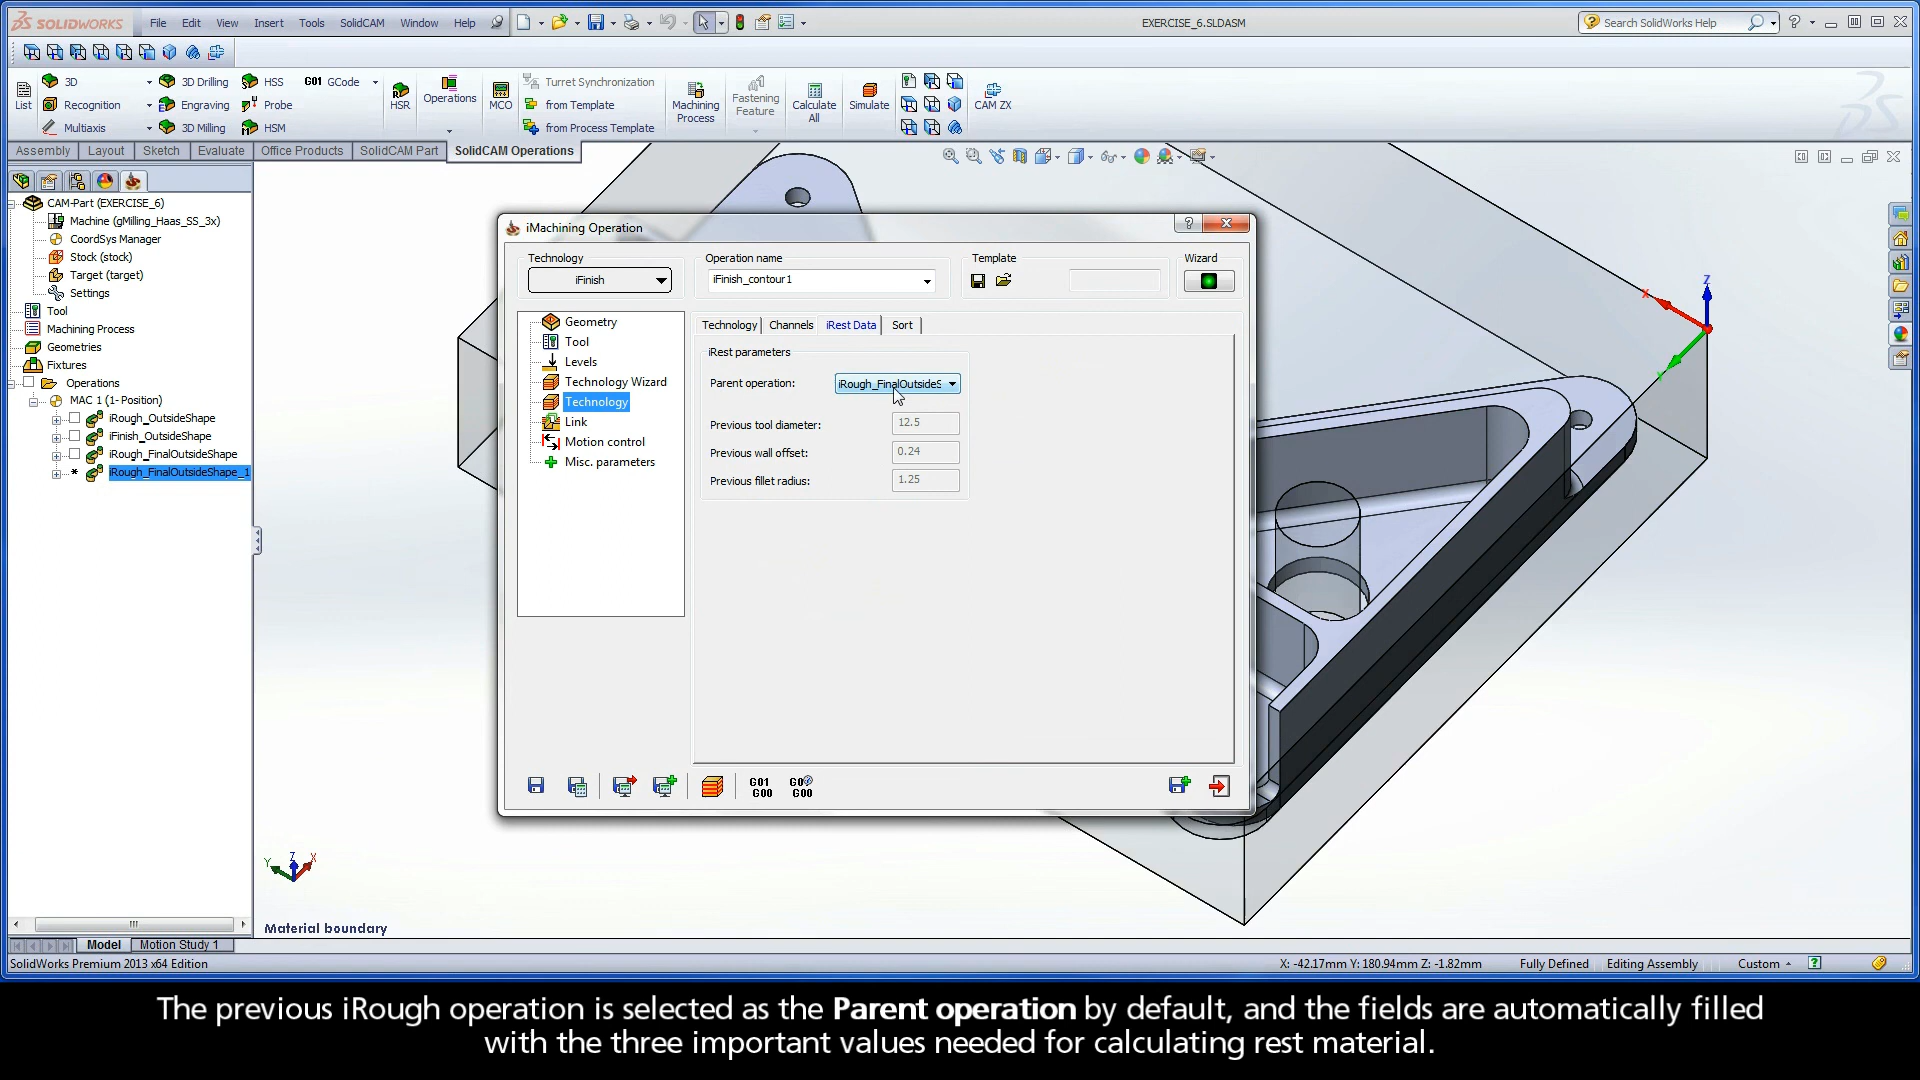 SOLIDWORKS File Edit View Insert Tools SolidCAM Window Help EXERCISE_6.SLDASM Search SolidWorks Help
3D 3D Drilling HSS G01 GCode Turret Synchronization
List Recognition Engraving Probe HSR Operations MCO from Template Machining Process Fastening Feature Calculate All Simulate CAM ZX
Multiaxis 3D Milling HSM from Process Template
Assembly Layout Sketch Evaluate Office Products SolidCAM Part SolidCAM Operations
CAM-Part (EXERCISE_6)
Machine (gMilling_Haas_SS_3x)
CoordSys Manager
Stock (stock)
Target (target)
Settings
Tool
Machining Process
Geometries
Fixtures
Operations
MAC 1 (1- Position)
iRough_OutsideShape
iFinish_OutsideShape
iRough_FinalOutsideShape
* iRough_FinalOutsideShape_1
iMachining Operation
Technology Operation name Template Wizard
iFinish iFinish_contour1
Geometry
Tool
Levels
Technology Wizard
Technology
Link
Motion control
Misc. parameters
Technology Channels iRest Data Sort
iRest parameters
Parent operation: iRough_FinalOutsideS
Previous tool diameter: 12.5
Previous wall offset: 0.24
Previous fillet radius: 1.25
G01 G00
G00 G00
Z
X
Y
Z
X
Y
Material boundary
Model Motion Study 1
SolidWorks Premium 2013 x64 Edition X: -42.17mm Y: 180.94mm Z: -1.82mm Fully Defined Editing Assembly Custom
The previous iRough operation is selected as the Parent operation by default, and the fields are automatically filled
with the three important values needed for calculating rest material.